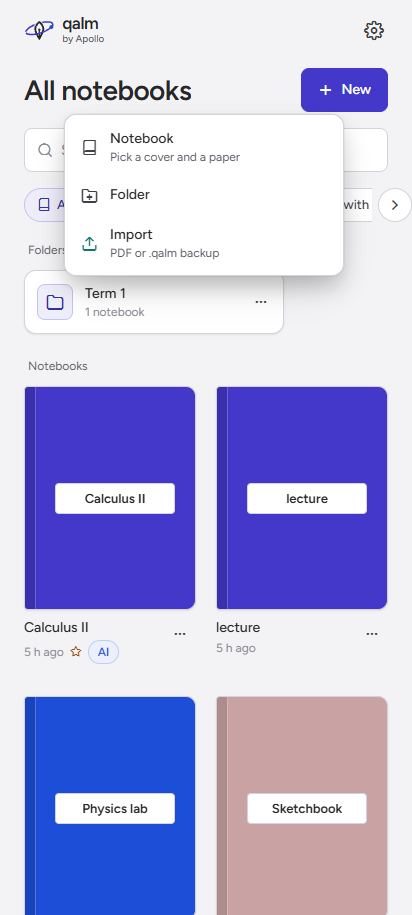 qalm
by Apollo
All notebooks
New
Notebook
Pick a cover and a paper
Folder
Import
PDF or .qalm backup
with
Folders
Term 1
1 notebook
Notebooks
Calculus II
lecture
Calculus II
5 h ago
AI
lecture
5 h ago
Physics lab
Sketchbook